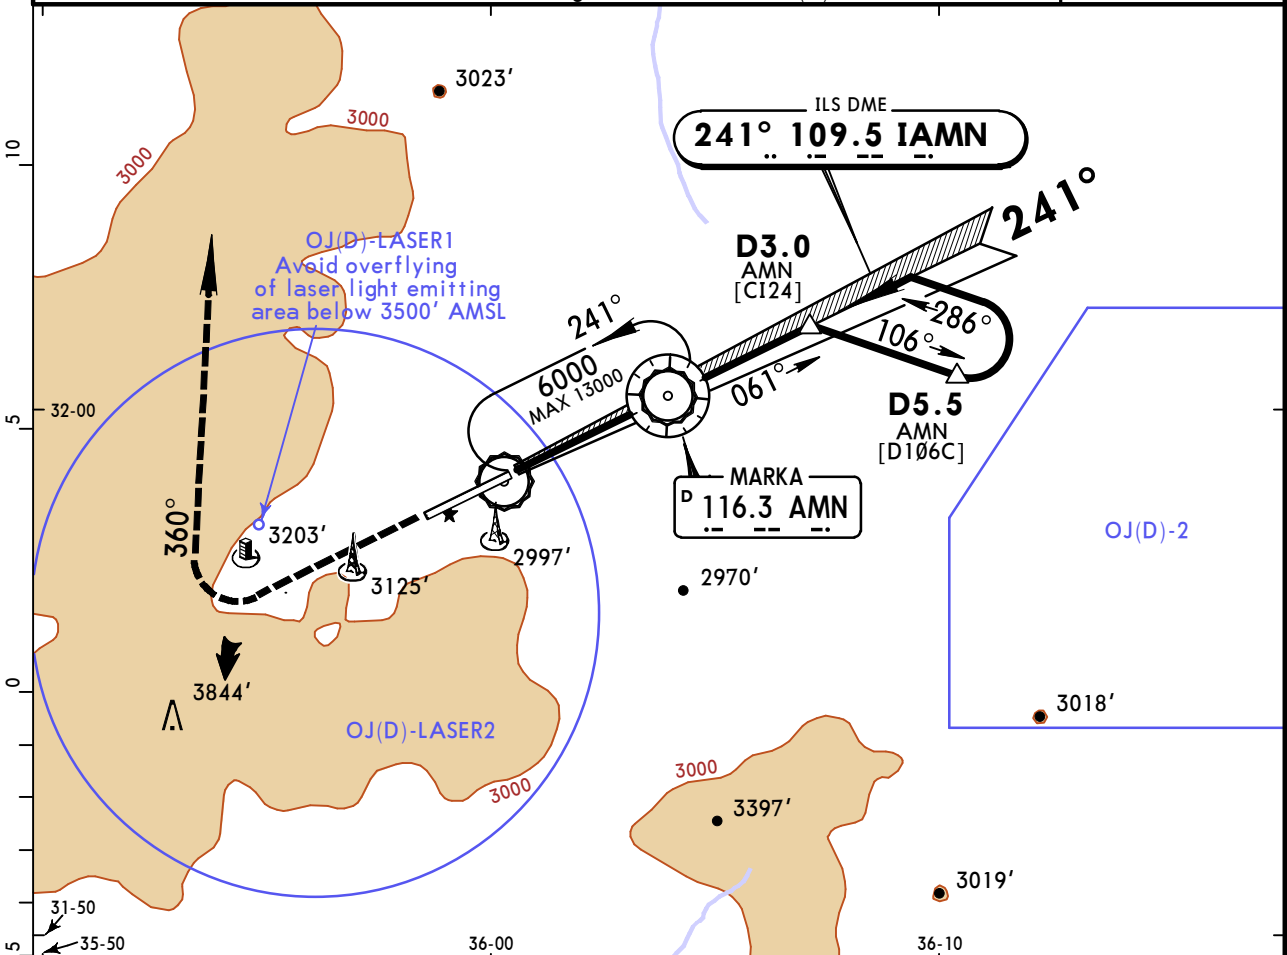 3023'
3000
3000
10
ILS DME
241° 109.5 IAMN
241°
OJ(D)-LASER1
Avoid overflying
of laser light emitting
area below 3500' AMSL
D3.0
AMN
[CI24]
241°
6000
MAX 13000
286°
106°
061°
D5.5
AMN
[D106C]
5
32-00
MARKA
D 116.3 AMN
360°
3203'
3125'
2997'
2970'
OJ(D)-2
0
3844'
OJ(D)-LASER2
3018'
3000
3000
3397'
3019'
31-50
35-50
36-00
36-10
5